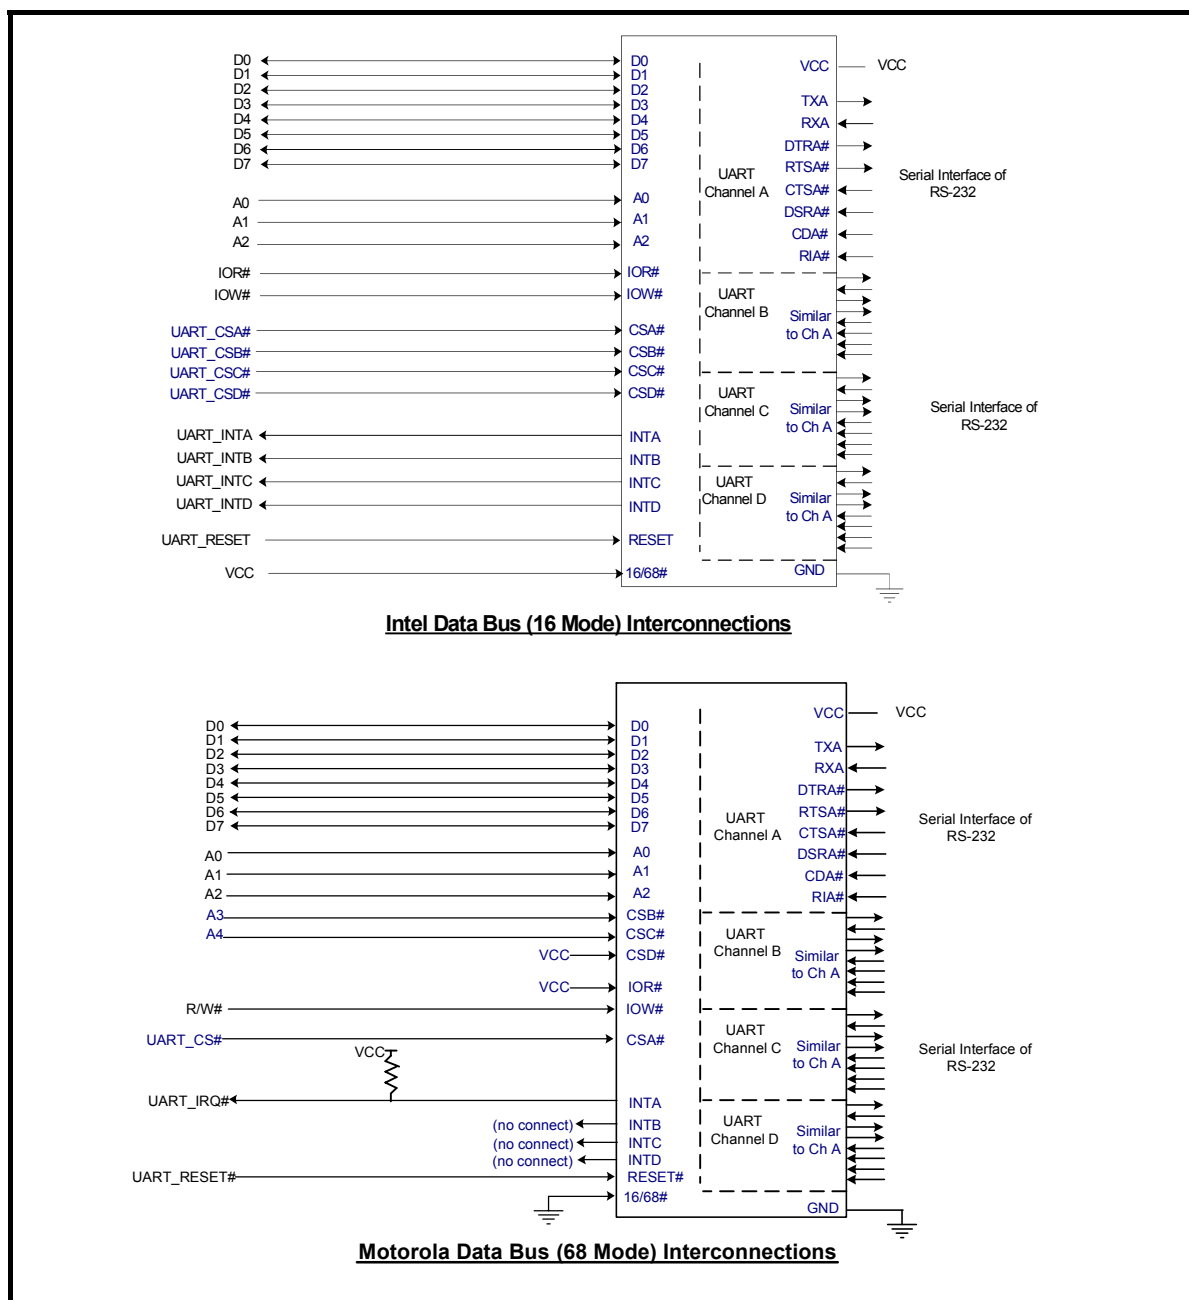 D0 D0 VCC VCC
D1 D1
D2 D2
D3 D3 TXA
D4 D4 RXA
D5 D5
D6 D6 DTRA#
D7 D7 RTSA#
UART
Channel A
CTSA#
Serial Interface of
RS-232
A0 A0
A1 A1 DSRA#
A2 A2 CDA#
RIA#
IOR# IOR#
IOW# IOW#
UART
Channel B
Similar
to Ch A
UART_CSA# CSA#
UART_CSB# CSB#
UART_CSC# CSC#
UART_CSD# CSD#
UART
Channel C
Similar
to Ch A
Serial Interface of
RS-232
UART_INTA INTA
UART_INTB INTB
UART_INTC INTC
UART_INTD INTD
UART
Channel D
Similar
to Ch A
UART_RESET RESET
VCC 16/68# GND
Intel Data Bus (16 Mode) Interconnections
D0 D0 VCC VCC
D1 D1
D2 D2 TXA
D3 D3 RXA
D4 D4 DTRA#
D5 D5
D6 D6 RTSA#
D7 D7 CTSA#
UART
Channel A
Serial Interface of
RS-232
A0 A0 DSRA#
A1 A1 CDA#
A2 A2 RIA#
A3 CSB#
A4 CSC#
VCC CSD#
UART
Channel B
Similar
to Ch A
VCC IOR#
R/W# IOW#
UART_CS# CSA#
UART
Channel C
Similar
to Ch A
Serial Interface of
RS-232
VCC
UART_IRQ# INTA
(no connect) INTB
(no connect) INTC
(no connect) INTD
UART
Channel D
Similar
to Ch A
UART_RESET# RESET#
16/68#
GND
Motorola Data Bus (68 Mode) Interconnections